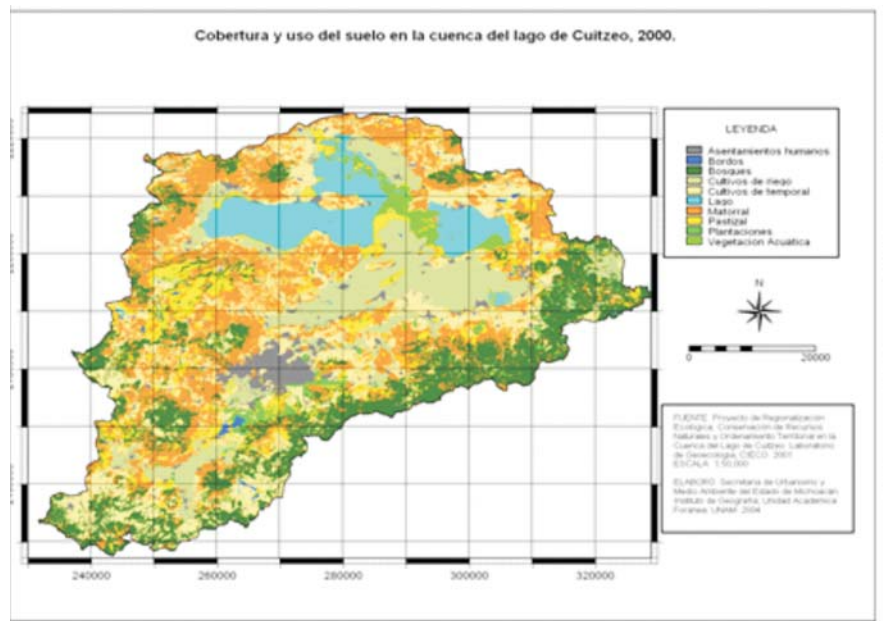 Cobertura y uso del suelo en la cuenca del lago de Cuitzeo, 2000.
LEYENDA
Asentamientos humanos
Bordos
Bosques
Cultivos de riego
Cultivos de temporal
Lago
Matorral
Pastizal
Plantaciones
Vegetación Acuática
N
0 20000
FUENTE: Proyecto de Regionalización
Ecológica, Conservación de Recursos
Naturales y Ordenamiento Territorial en la
Cuenca del Lago de Cuitzeo. Laboratorio
de Geoecología, CIECO. 2001
ESCALA: 1:50,000
ELABORÓ: Secretaría de Urbanismo y
Medio Ambiente del Estado de Michoacán
Instituto de Geografía, Unidad Académica
Foránea, UNAM. 2004
240000 260000 280000 300000 320000